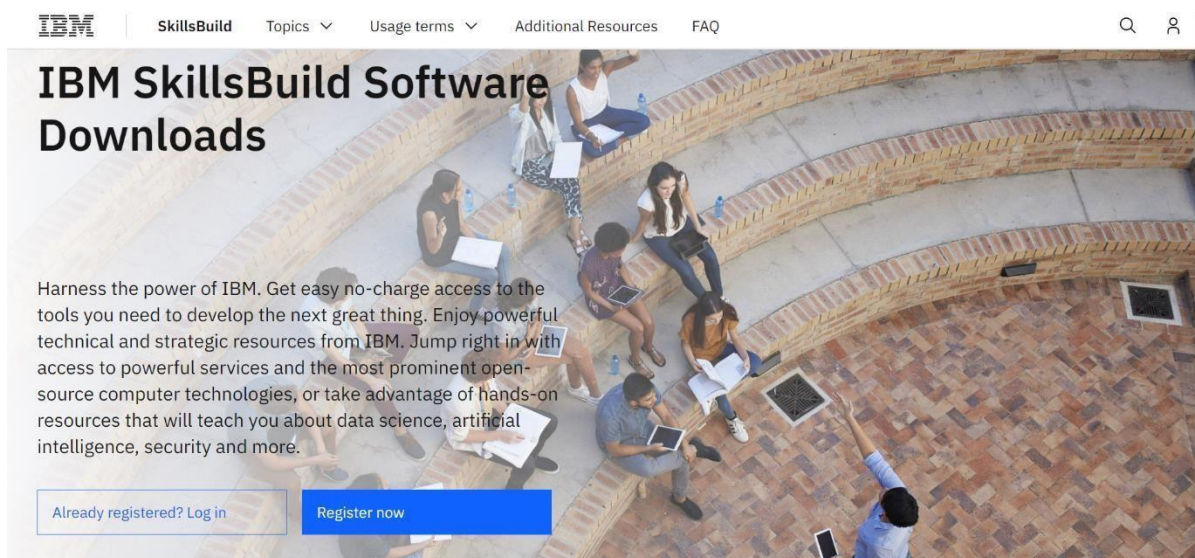 IBM
SkillsBuild
Topics
Usage terms
Additional Resources
FAQ
IBM SkillsBuild Software
Downloads
Harness the power of IBM. Get easy no-charge access to the
tools you need to develop the next great thing. Enjoy powerful
technical and strategic resources from IBM. Jump right in with
access to powerful services and the most prominent open-
source computer technologies, or take advantage of hands-on
resources that will teach you about data science, artificial
intelligence, security and more.
Already registered? Log in
Register now